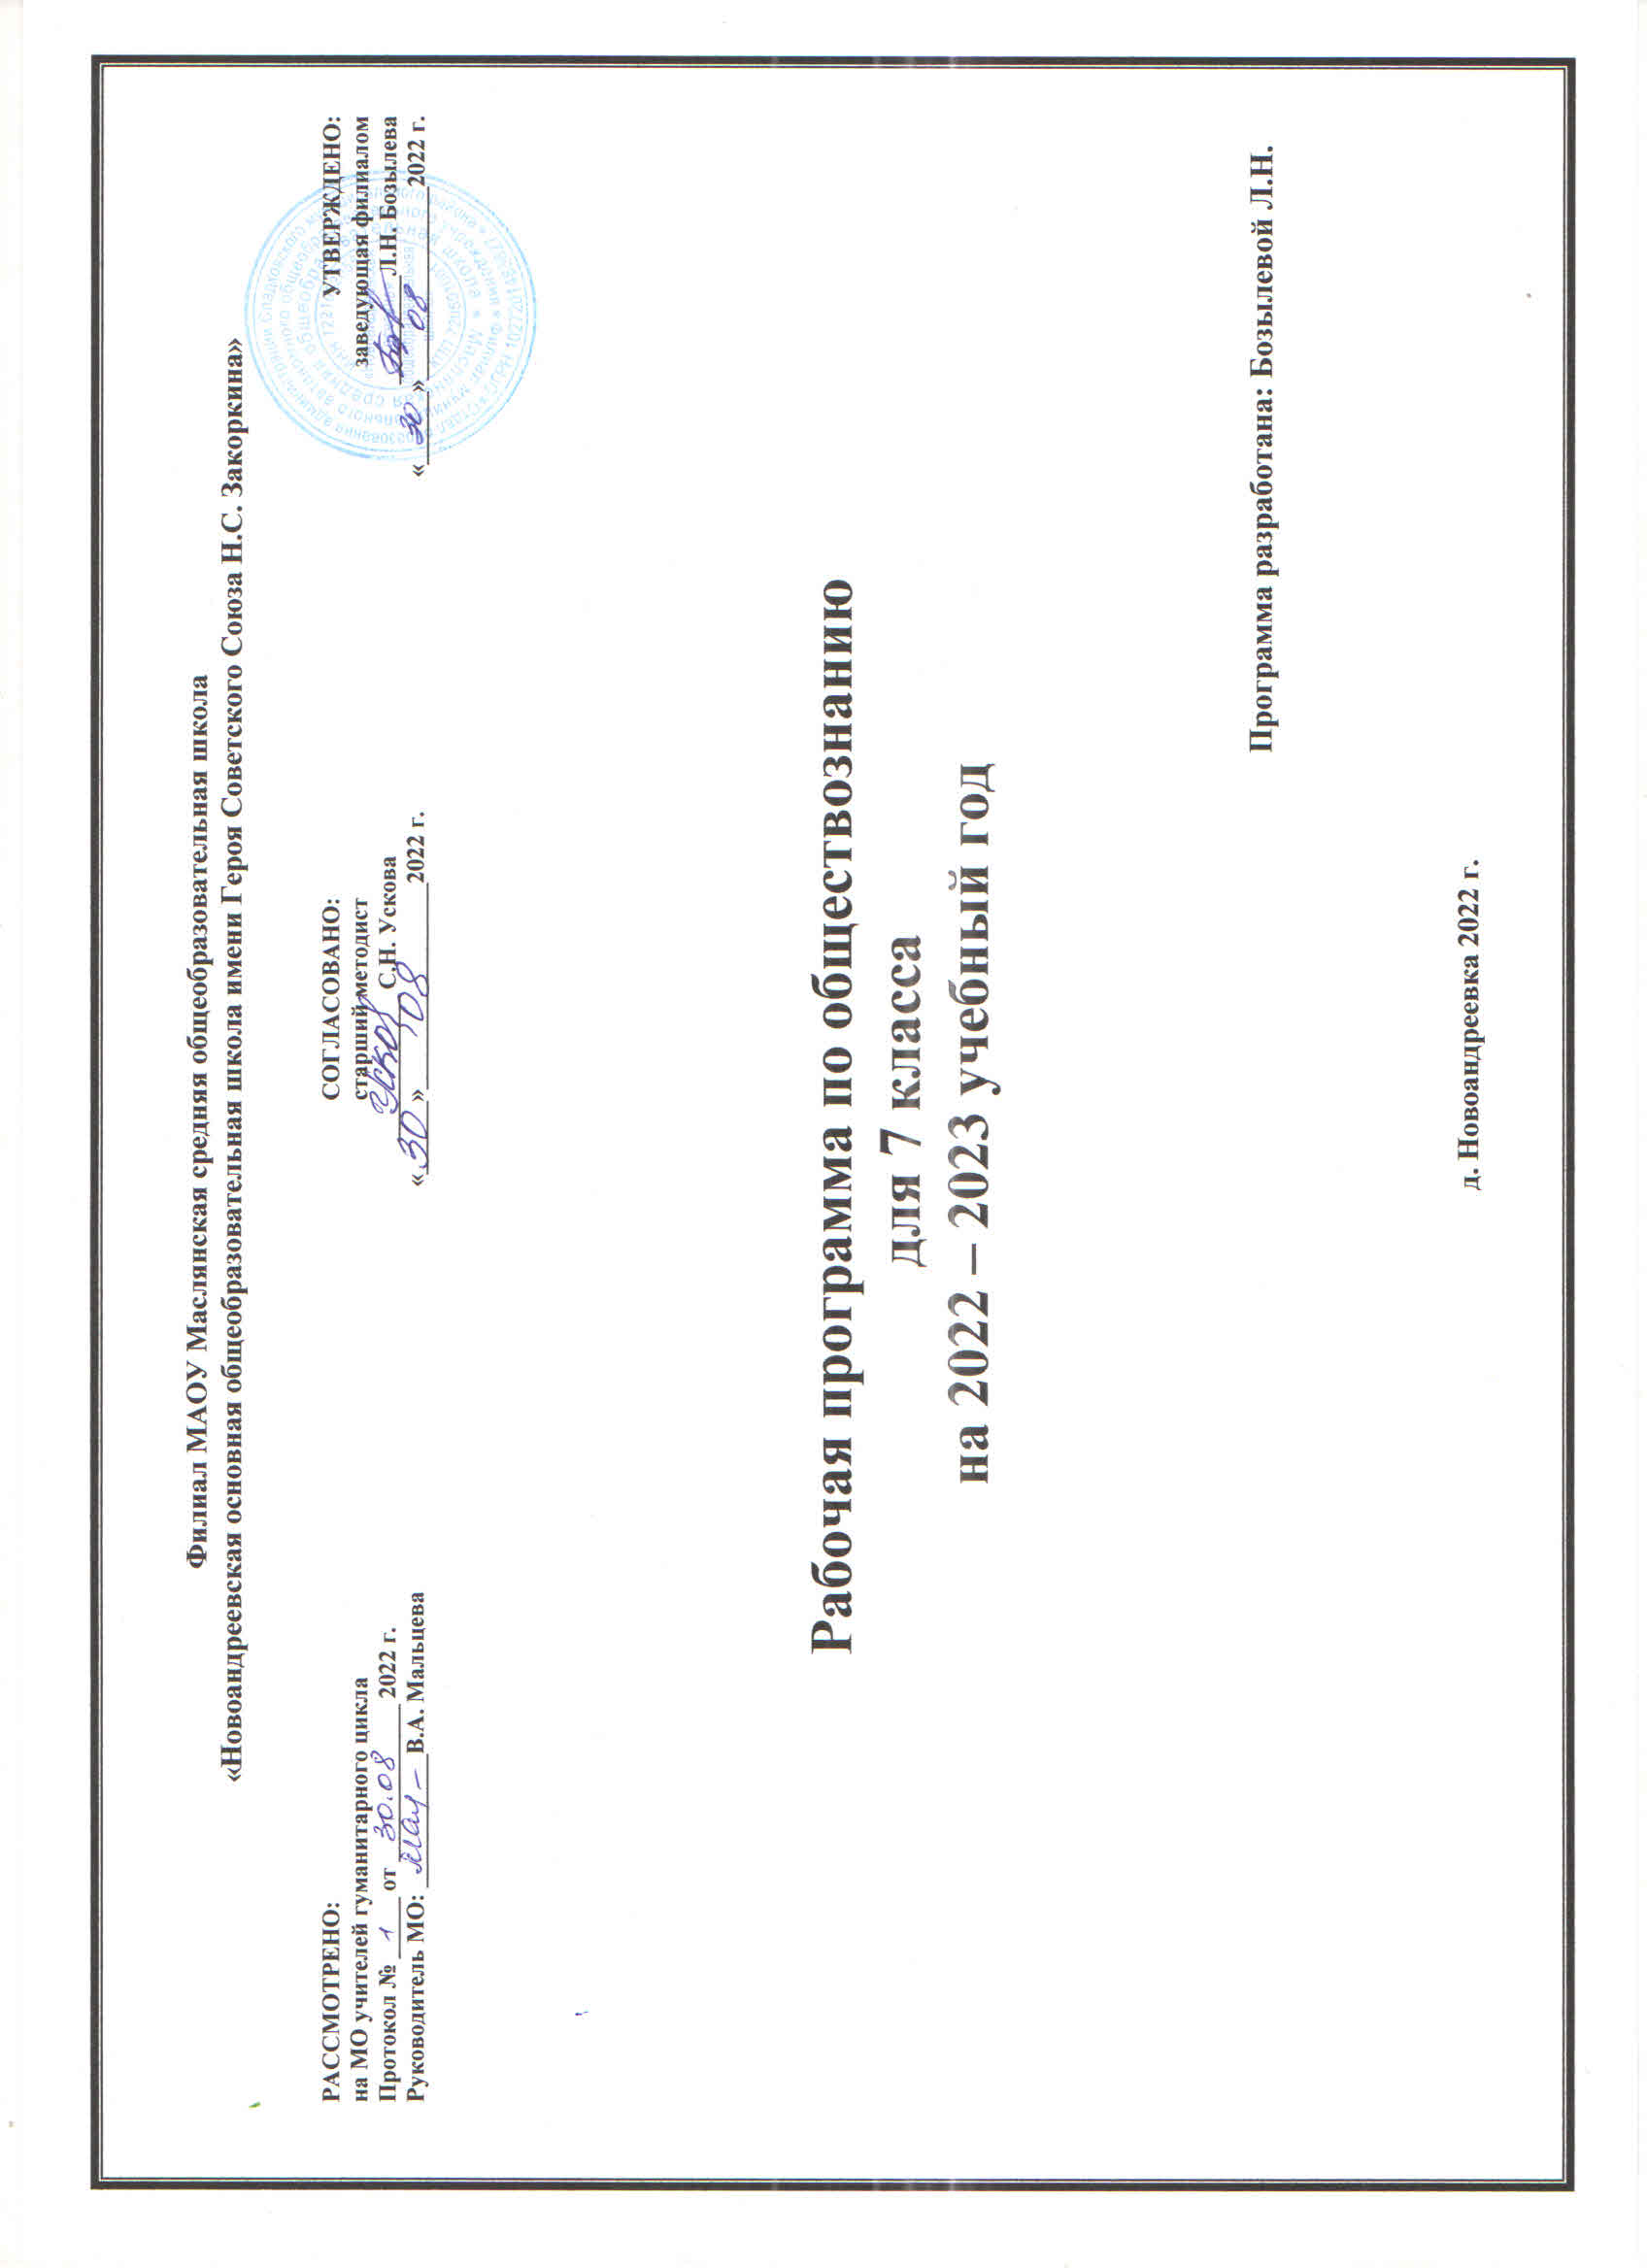 Филиал МАОУ Маслянская средняя общеобразовательная школа
«Новоандреевская основная общеобразовательная школа имени Героя Советского Союза Н.С. Закоркина»
РАССМОТРЕНО:
на МО учителей гуманитарного цикла
Протокол № 1 от 30.08 2022 г.
Руководитель МО: В.А. Мальцева
СОГЛАСОВАНО:
старший методист
С.Н. Ускова
«30» 08 2022 г.
УТВЕРЖДЕНО:
заведующая филиалом
Л.Н. Бозылева
«30» 08 2022 г.
Рабочая программа по обществознанию
для 7 класса
на 2022 – 2023 учебный год
Программа разработана: Бозылевой Л.Н.
д. Новоандреевка 2022 г.